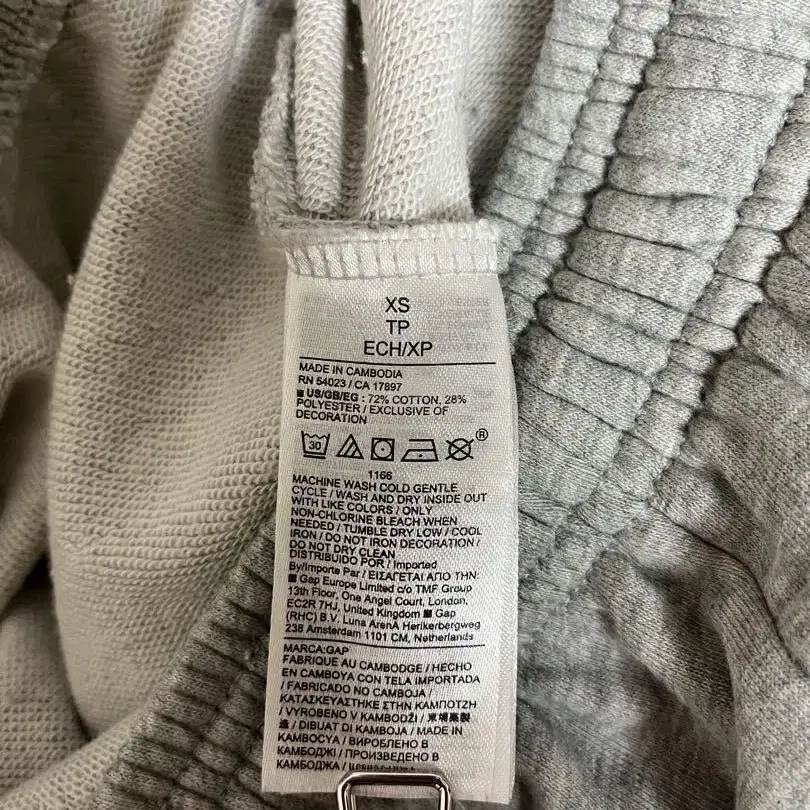 XS
TP
ECH/XP
MADE IN CAMBODIA
RN 54023 / CA 17897
US/GB/EG : 72% COTTON, 28%
POLYESTER / EXCLUSIVE OF
DECORATION
30 ®
1166
MACHINE WASH COLD GENTLE
CYCLE / WASH AND DRY INSIDE OUT
WITH LIKE COLORS / ONLY
NON-CHLORINE BLEACH WHEN
NEEDED / TUMBLE DRY LOW / COOL
IRON / DO NOT IRON DECORATION /
DO NOT DRY CLEAN
DISTRIBUIDO POR / Imported
By/Importe Par / ΕΙΣΑΓΕΤΑΙ ΑΠΟ ΤΗΝ:
Gap Europe Limited c/o TMF Group
13th Floor, One Angel Court, London,
EC2R 7HJ, United Kingdom Gap
(RHC) B.V. Luna ArenA Herikerbergweg
238 Amsterdam 1101 CM, Netherlands
MARCA:GAP
FABRIQUE AU CAMBODGE / HECHO
EN CAMBOYA CON TELA IMPORTADA
/ FABRICADO NO CAMBOJA /
ΚΑΤΑΣΚΕΥΑΣΤΗΚΕ ΣΤΗΝ ΚΑΜΠΟΤΖΗ
/ VYROBENO V KAMBODŽI / 柬埔寨製
造 / DIBUAT DI KAMBOJA / MADE IN
KAMBOCYA / ВИРОБЛЕНО В
КАМБОДЖІ / ПРОИЗВЕДЕНО В
КАМБОДЖА /